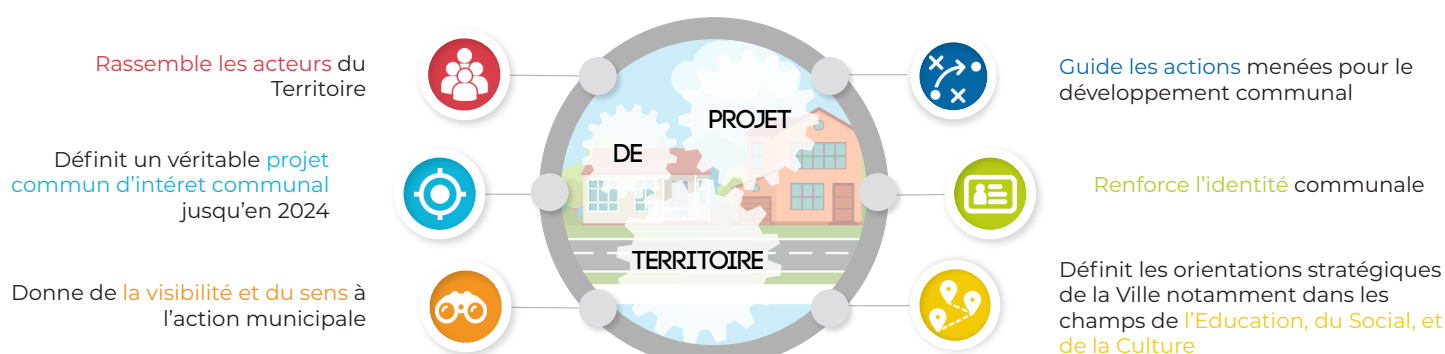 Rassemble les acteurs du
Territoire
Définit un véritable projet
commun d'intéret communal
jusqu'en 2024
Donne de la visibilité et du sens à
l'action municipale
PROJET
DE
TERRITOIRE
Guide les actions menées pour le
développement communal
Renforce l'identité communale
Définit les orientations stratégiques
de la Ville notamment dans les
champs de l'Education, du Social, et
de la Culture